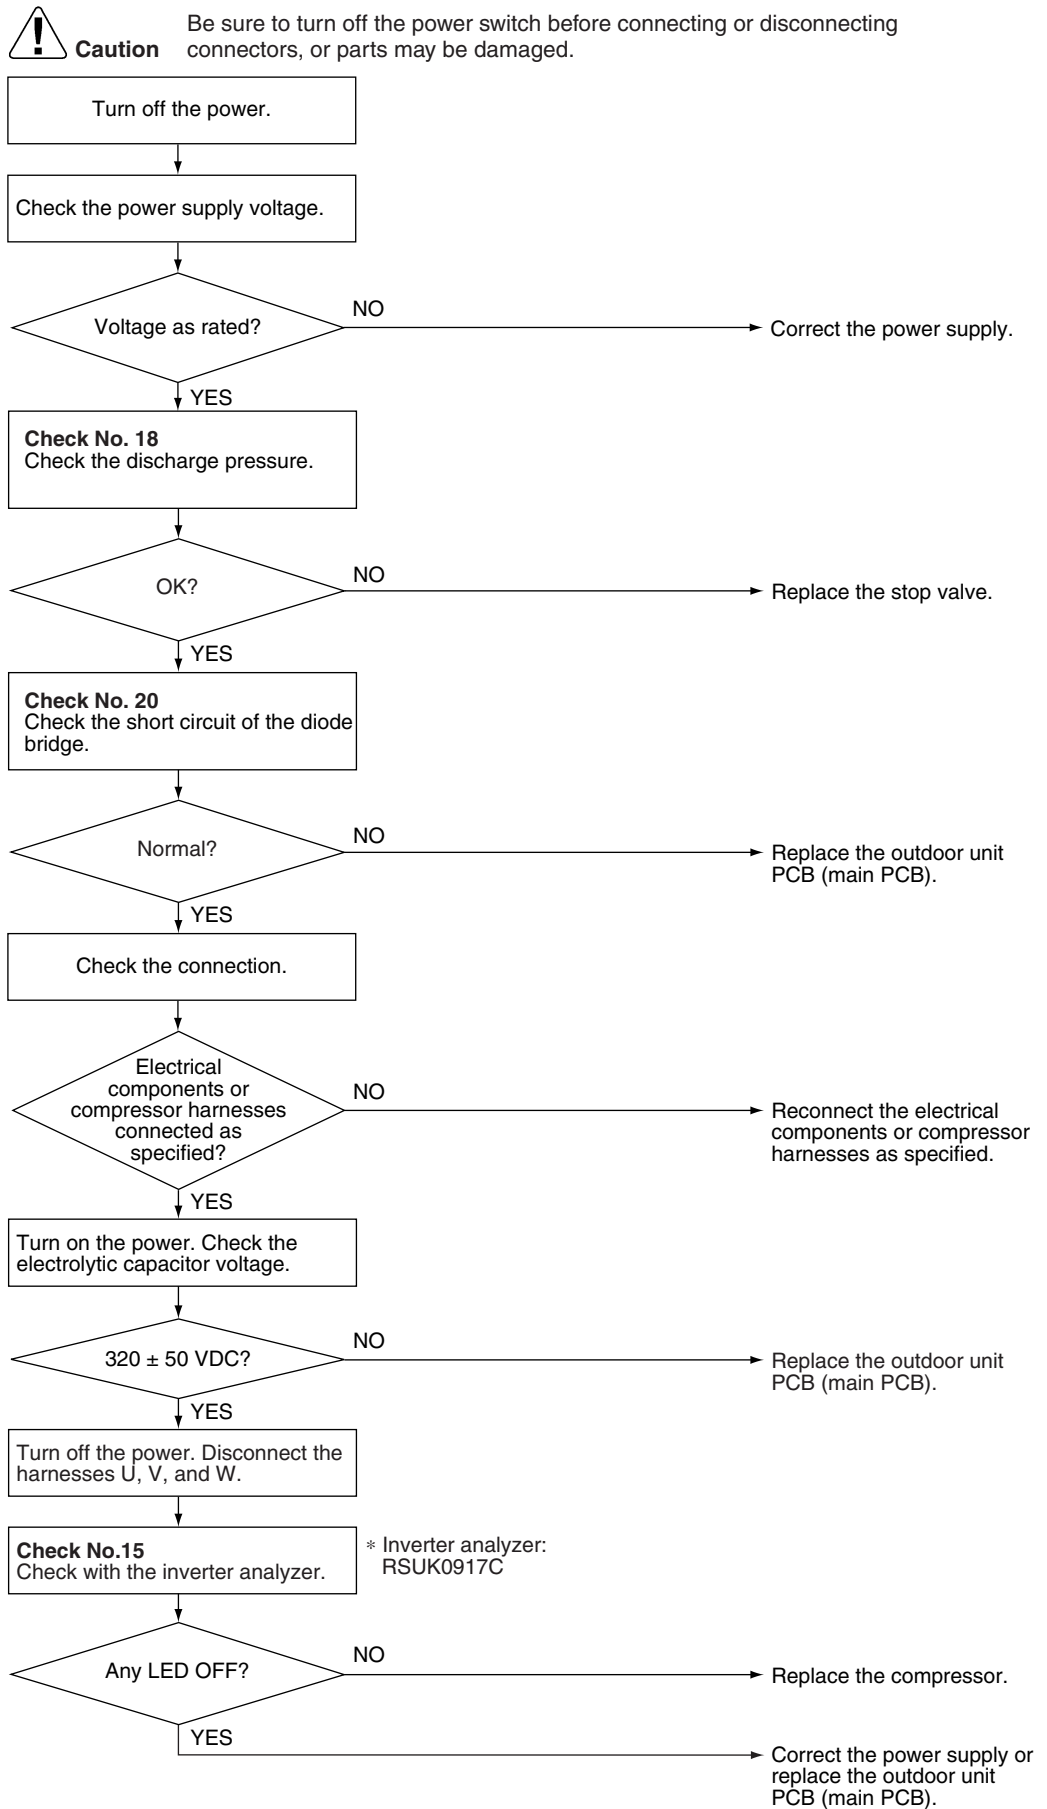 Be sure to turn off the power switch before connecting or disconnecting
Caution connectors, or parts may be damaged.
Turn off the power.
Check the power supply voltage.
NO
Voltage as rated?
Correct the power supply.
YES
Check No. 18
Check the discharge pressure.
NO
OK?
Replace the stop valve.
YES
Check No. 20
Check the short circuit of the diode
bridge.
NO
Normal?
Replace the outdoor unit
PCB (main PCB).
YES
Check the connection.
Electrical
components or
compressor harnesses
connected as
specified?
NO
Reconnect the electrical
components or compressor
harnesses as specified.
YES
Turn on the power. Check the
electrolytic capacitor voltage.
NO
320 ± 50 VDC?
Replace the outdoor unit
PCB (main PCB).
YES
Turn off the power. Disconnect the
harnesses U, V, and W.
Check No.15
Check with the inverter analyzer.
* Inverter analyzer:
RSUK0917C
NO
Any LED OFF?
Replace the compressor.
YES
Correct the power supply or
replace the outdoor unit
PCB (main PCB).